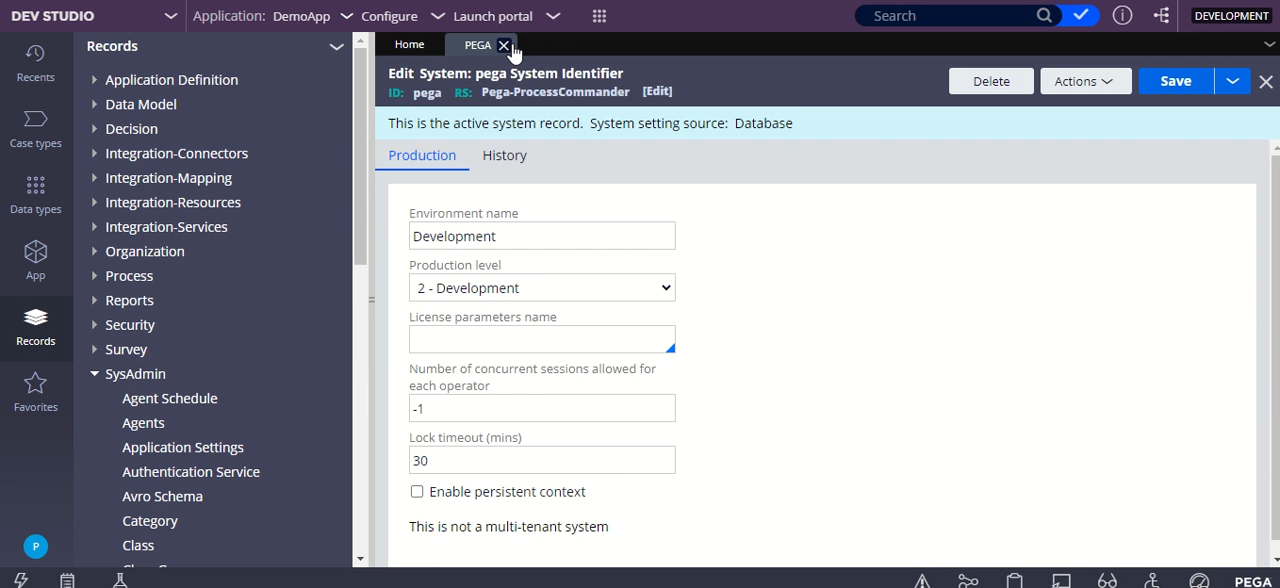 DEV STUDIO
Application: DemoApp
Configure
Launch portal
Search
DEVELOPMENT
Recents
Case types
Data types
App
Records
Favorites
P
Records
Application Definition
Data Model
Decision
Integration-Connectors
Integration-Mapping
Integration-Resources
Integration-Services
Organization
Process
Reports
Security
Survey
SysAdmin
Agent Schedule
Agents
Application Settings
Authentication Service
Avro Schema
Category
Class
Home
PEGA
Edit System: pega System Identifier
ID: pega RS: Pega-ProcessCommander [Edit]
Delete
Actions
Save
This is the active system record. System setting source: Database
Production
History
Environment name
Development
Production level
2 - Development
License parameters name
Number of concurrent sessions allowed for
each operator
-1
Lock timeout (mins)
30
Enable persistent context
This is not a multi-tenant system
PEGA